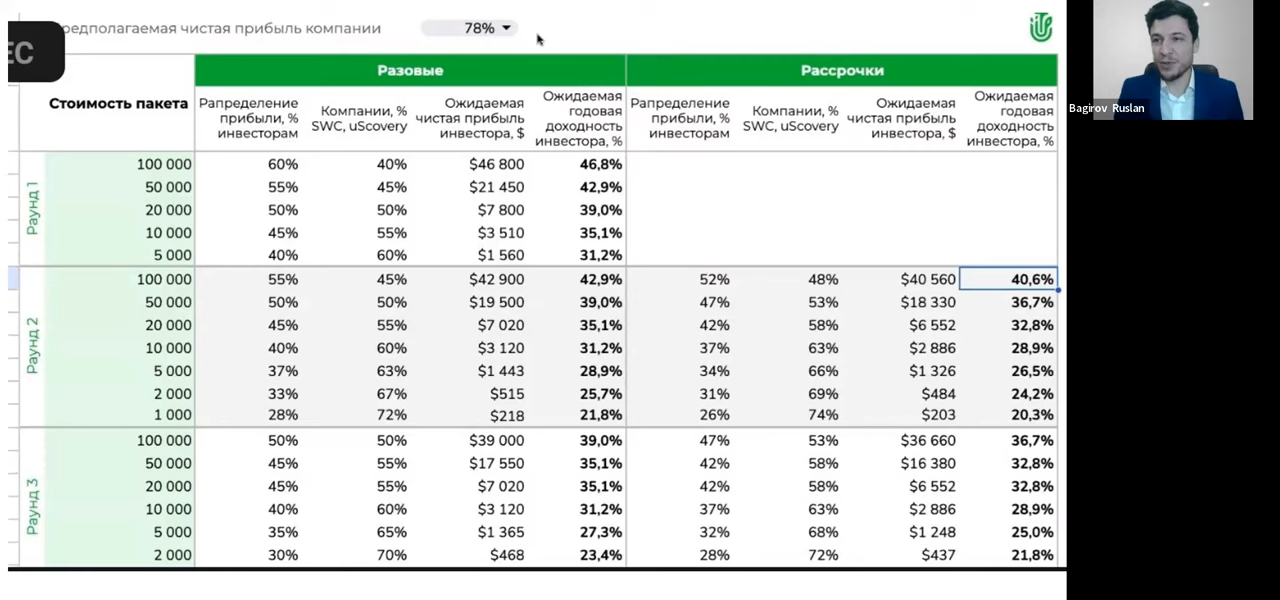 редполагаемая чистая прибыль компании 78%
ЕС
Разовые Рассрочки
Стоимость пакета Рапределение прибыли, % инвесторам Компании, % SWC, uScovery Ожидаемая чистая прибыль инвестора, $ Ожидаемая годовая доходность инвестора, % Рапределение прибыли, % инвесторам Компании, % SWC, uScovery Ожидаемая чистая прибыль инвестора, $ Ожидаемая годовая доходность инвестора, %
Bagirov Ruslan
Раунд 1
100 000 60% 40% $46 800 46,8%
50 000 55% 45% $21 450 42,9%
20 000 50% 50% $7 800 39,0%
10 000 45% 55% $3 510 35,1%
5 000 40% 60% $1 560 31,2%
Раунд 2
100 000 55% 45% $42 900 42,9% 52% 48% $40 560 40,6%
50 000 50% 50% $19 500 39,0% 47% 53% $18 330 36,7%
20 000 45% 55% $7 020 35,1% 42% 58% $6 552 32,8%
10 000 40% 60% $3 120 31,2% 37% 63% $2 886 28,9%
5 000 37% 63% $1 443 28,9% 34% 66% $1 326 26,5%
2 000 33% 67% $515 25,7% 31% 69% $484 24,2%
1 000 28% 72% $218 21,8% 26% 74% $203 20,3%
Раунд 3
100 000 50% 50% $39 000 39,0% 47% 53% $36 660 36,7%
50 000 45% 55% $17 550 35,1% 42% 58% $16 380 32,8%
20 000 45% 55% $7 020 35,1% 42% 58% $6 552 32,8%
10 000 40% 60% $3 120 31,2% 37% 63% $2 886 28,9%
5 000 35% 65% $1 365 27,3% 32% 68% $1 248 25,0%
2 000 30% 70% $468 23,4% 28% 72% $437 21,8%